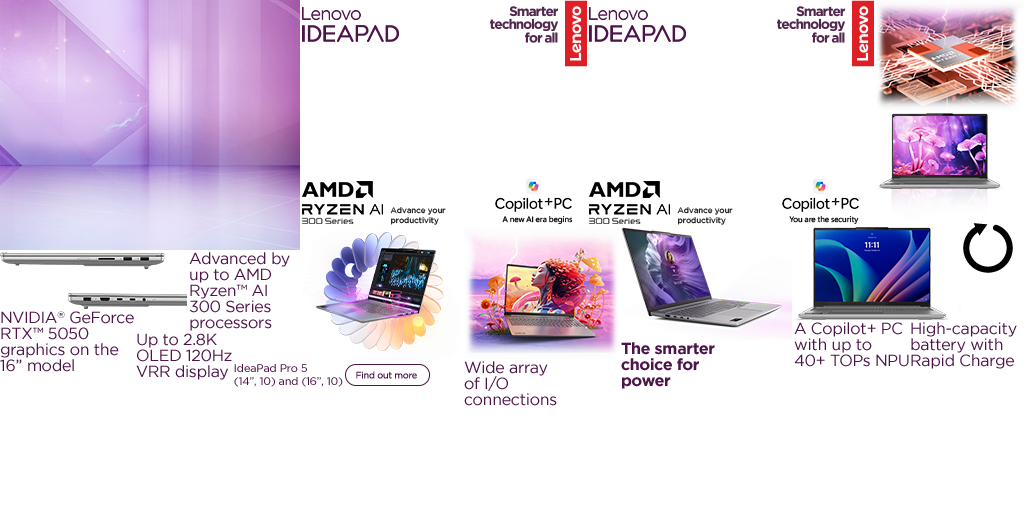 Lenovo
IDEAPAD
Smarter
technology
for all
Lenovo
Lenovo
IDEAPAD
Smarter
technology
for all
Lenovo
AMD
RYZEN AI
300 Series
Advance your
productivity
Copilot+PC
A new AI era begins
AMD
RYZEN AI
300 Series
Advance your
productivity
Copilot+PC
You are the security
11:11
NVIDIA® GeForce
RTX™ 5050
graphics on the
16” model
Advanced by
up to AMD
Ryzen™ AI
300 Series
processors
Up to 2.8K
OLED 120Hz
VRR display
IdeaPad Pro 5
(14”, 10) and (16”, 10)
Find out more
Wide array
of I/O
connections
The smarter
choice for
power
A Copilot+ PC
with up to
40+ TOPs NPU
High-capacity
battery with
Rapid Charge